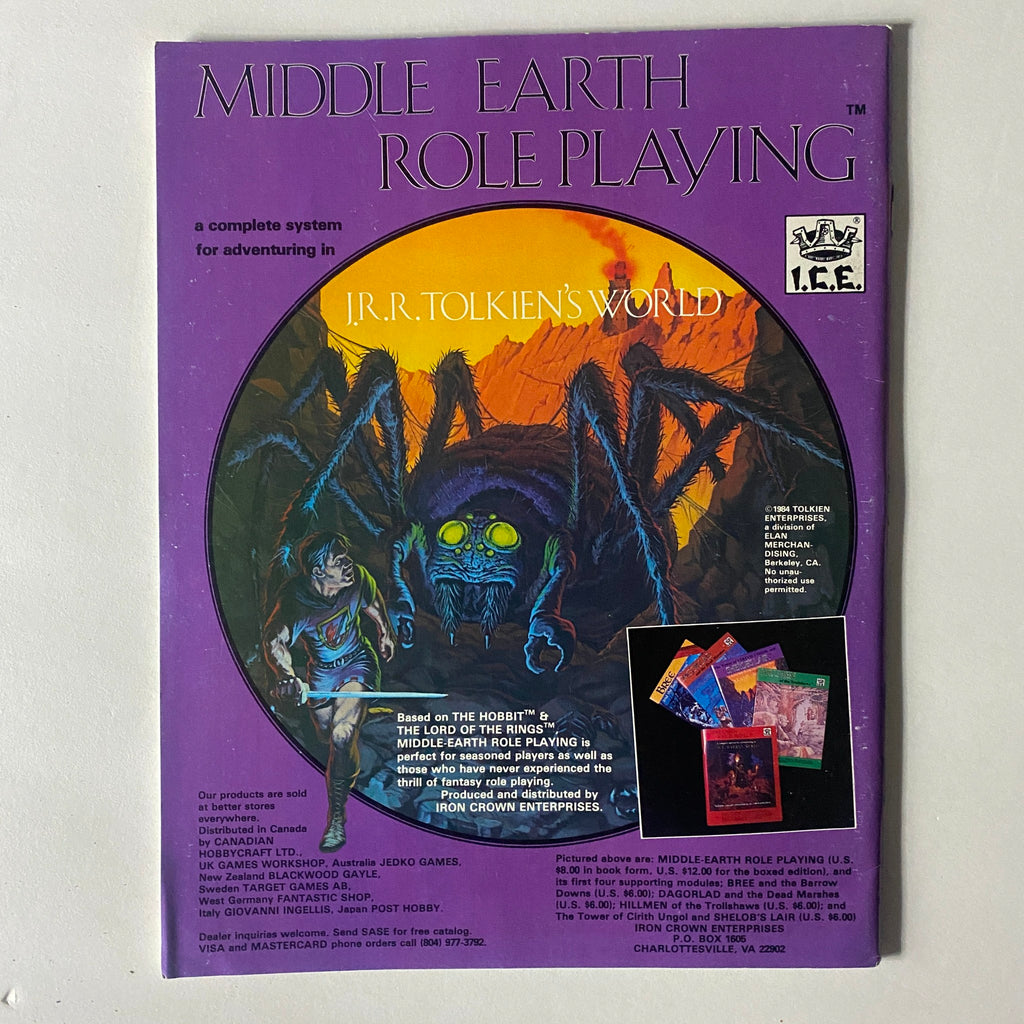 MIDDLE EARTH
ROLE PLAYING™
a complete system
for adventuring in
®
I.C.E.
J.R.R. TOLKIEN'S WORLD
©1984 TOLKIEN
ENTERPRISES,
a division of
ELAN
MERCHAN-
DISING,
Berkeley, CA.
No unau-
thorized use
permitted.
Bree
Based on THE HOBBIT™ &
THE LORD OF THE RINGS™,
MIDDLE-EARTH ROLE PLAYING is
perfect for seasoned players as well as
those who have never experienced the
thrill of fantasy role playing.
Produced and distributed by
IRON CROWN ENTERPRISES.
Our products are sold
at better stores
everywhere.
Distributed in Canada
by CANADIAN
HOBBYCRAFT LTD.,
UK GAMES WORKSHOP, Australia JEDKO GAMES,
New Zealand BLACKWOOD GAYLE,
Sweden TARGET GAMES AB,
West Germany FANTASTIC SHOP,
Italy GIOVANNI INGELLIS, Japan POST HOBBY.
Dealer inquiries welcome. Send SASE for free catalog.
VISA and MASTERCARD phone orders call (804) 977-3792.
Pictured above are: MIDDLE-EARTH ROLE PLAYING (U.S.
$8.00 in book form, U.S. $12.00 for the boxed edition), and
its first four supporting modules; BREE and the Barrow
Downs (U.S. $6.00); DAGORLAD and the Dead Marshes
(U.S. $6.00); HILLMEN of the Trollshaws (U.S. $6.00); and
The Tower of Cirith Ungol and SHELOB'S LAIR (U.S. $6.00)
IRON CROWN ENTERPRISES
P.O. BOX 1605
CHARLOTTESVILLE, VA 22902